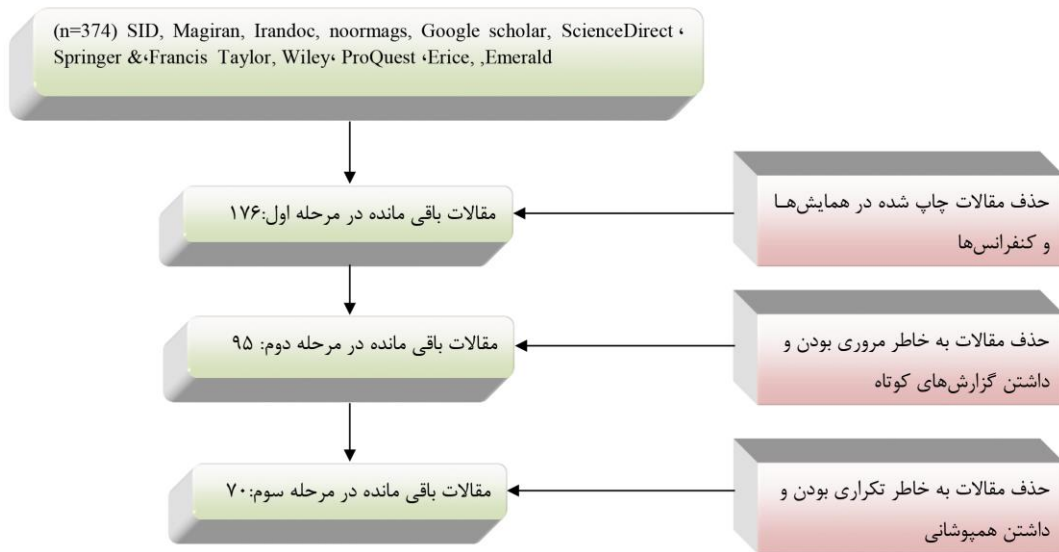 (n=374) SID, Magiran, Irandoc, noormags, Google scholar, ScienceDirect ،
Springer &،Francis Taylor, Wiley، ProQuest ،Erice, ,Emerald
حذف مقالات چاپ شده در همایش‌ها
و کنفرانس‌ها
مقالات باقی مانده در مرحله اول:۱۷۶
حذف مقالات به خاطر مروری بودن و
داشتن گزارش‌های کوتاه
مقالات باقی مانده در مرحله دوم: ۹۵
حذف مقالات به خاطر تکراری بودن و
داشتن همپوشانی
مقالات باقی مانده در مرحله سوم:۷۰